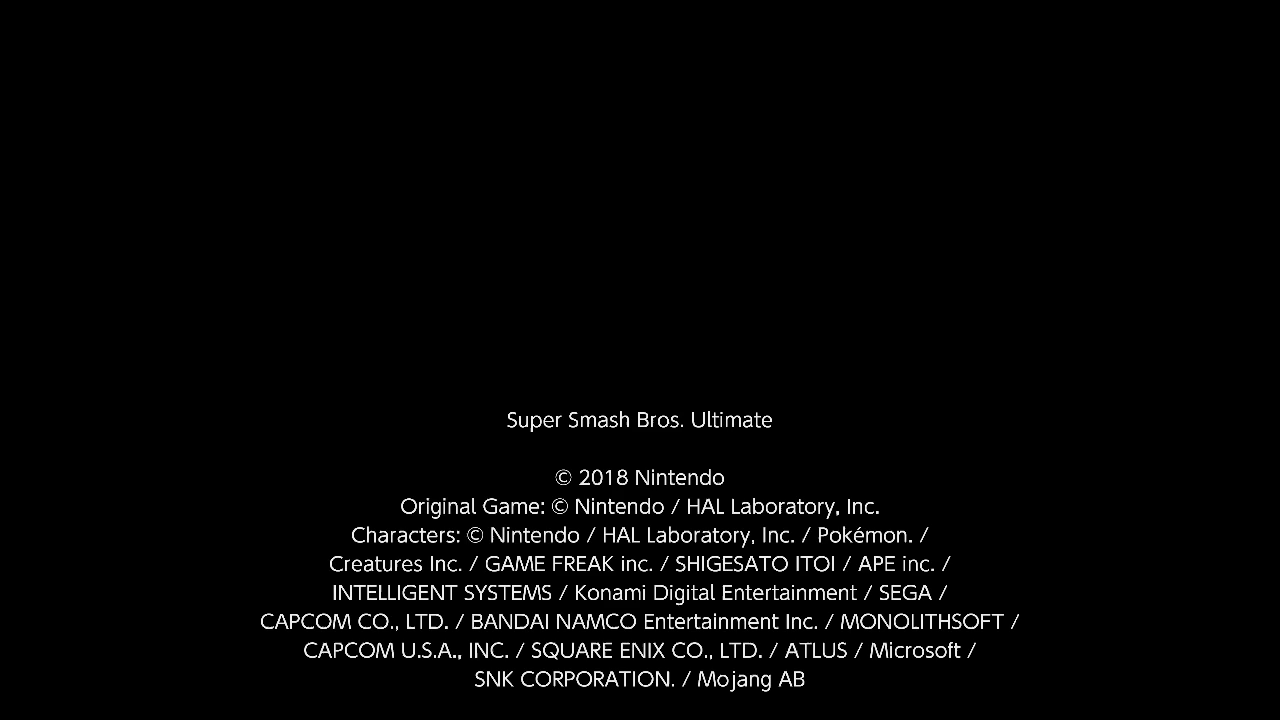 Super Smash Bros. Ultimate
© 2018 Nintendo
Original Game: © Nintendo / HAL Laboratory, Inc.
Characters: © Nintendo / HAL Laboratory, Inc. / Pokémon. /
Creatures Inc. / GAME FREAK inc. / SHIGESATO ITOI / APE inc. /
INTELLIGENT SYSTEMS / Konami Digital Entertainment / SEGA /
CAPCOM CO., LTD. / BANDAI NAMCO Entertainment Inc. / MONOLITHSOFT /
CAPCOM U.S.A., INC. / SQUARE ENIX CO., LTD. / ATLUS / Microsoft /
SNK CORPORATION. / Mojang AB